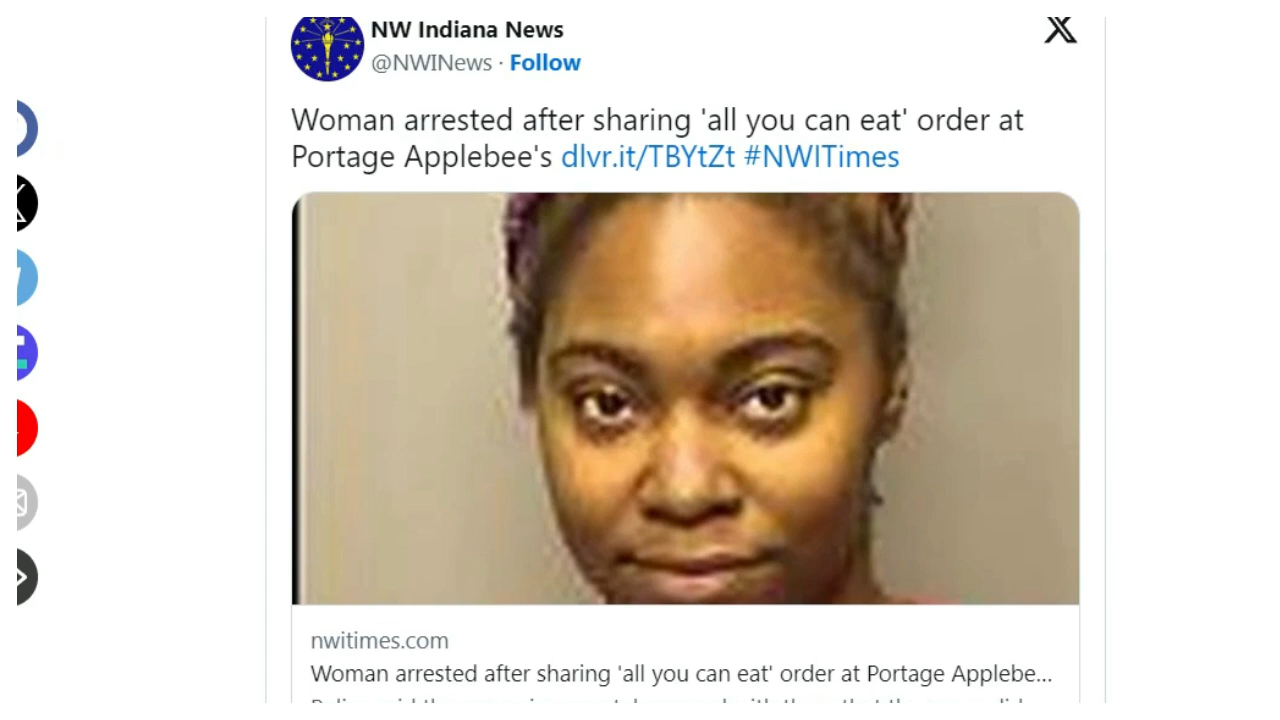 NW Indiana News
@NWINews · Follow
Woman arrested after sharing 'all you can eat' order at
Portage Applebee's dlvr.it/TBYtZt #NWITimes
nwitimes.com
Woman arrested after sharing 'all you can eat' order at Portage Applebe...